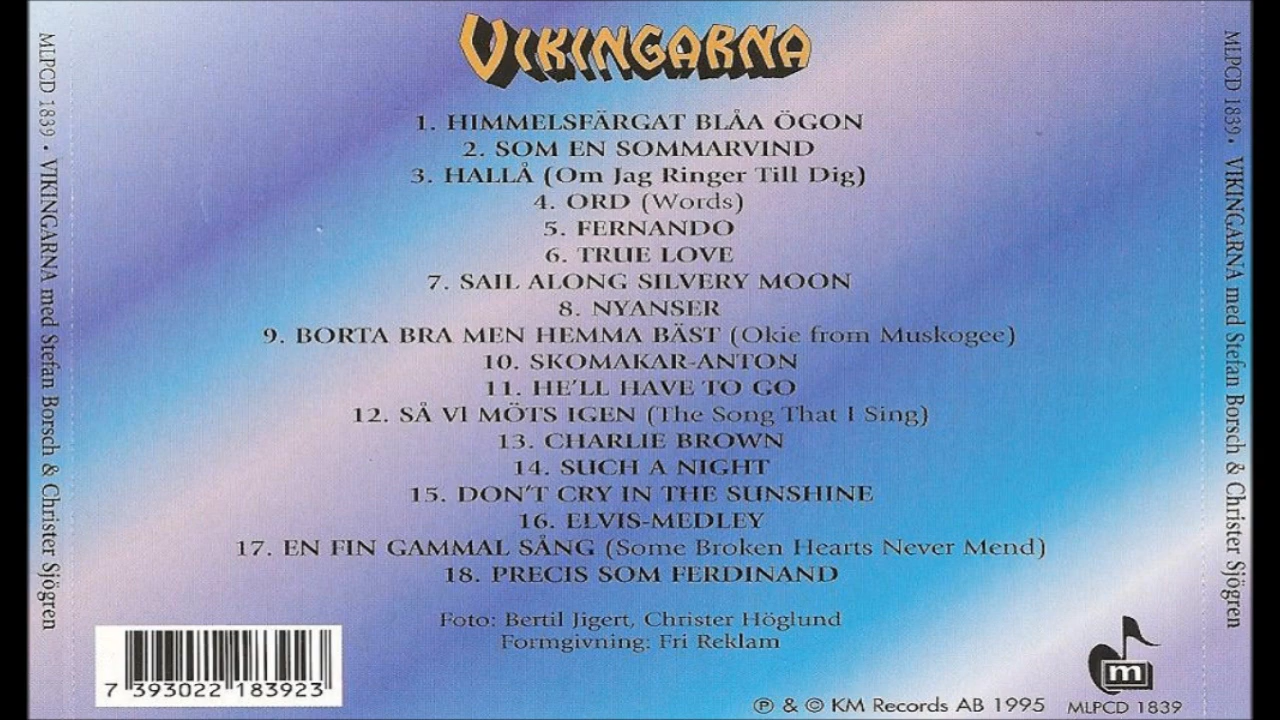 VIKINGARNA
1. HIMMELSFÄRGAT BLÅA ÖGON
2. SOM EN SOMMARVIND
3. HALLÅ (Om Jag Ringer Till Dig)
4. ORD (Words)
5. FERNANDO
6. TRUE LOVE
7. SAIL ALONG SILVERY MOON
8. NYANSER
9. BORTA BRA MEN HEMMA BÄST (Okie from Muskogee)
10. SKOMAKAR-ANTON
11. HE'LL HAVE TO GO
12. SÅ VI MÖTS IGEN (The Song That I Sing)
13. CHARLIE BROWN
14. SUCH A NIGHT
15. DON'T CRY IN THE SUNSHINE
16. ELVIS-MEDLEY
17. EN FIN GAMMAL SÅNG (Some Broken Hearts Never Mend)
18. PRECIS SOM FERDINAND
Foto: Bertil Jigert, Christer Höglund
Formgivning: Fri Reklam
7 393022 183923
℗ & © KM Records AB 1995
m
MLPCD 1839
MLPCD 1839 • VIKINGARNA med Stefan Borsch & Christer Sjögren
MLPCD 1839 • VIKINGARNA med Stefan Borsch & Christer Sjögren